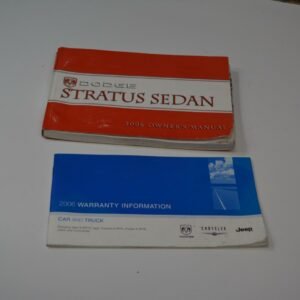 DODGE
STRATUS SEDAN
2006 OWNER'S MANUAL
2006 WARRANTY INFORMATION
CAR AND TRUCK
CHRYSLER
Jeep